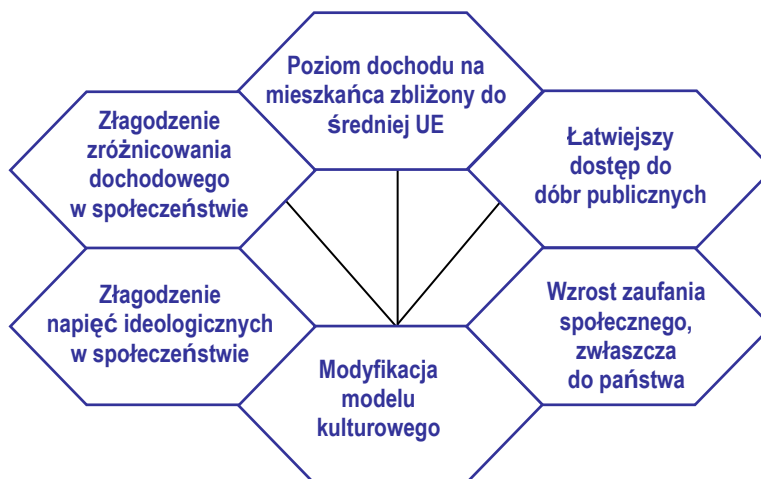 Poziom dochodu na
mieszkańca zbliżony do
średniej UE
Złagodzenie
zróżnicowania
dochodowego
w społeczeństwie
Łatwiejszy
dostęp do
dóbr publicznych
Złagodzenie
napięć ideologicznych
w społeczeństwie
Wzrost zaufania
społecznego,
zwłaszcza
do państwa
Modyfikacja
modelu
kulturowego